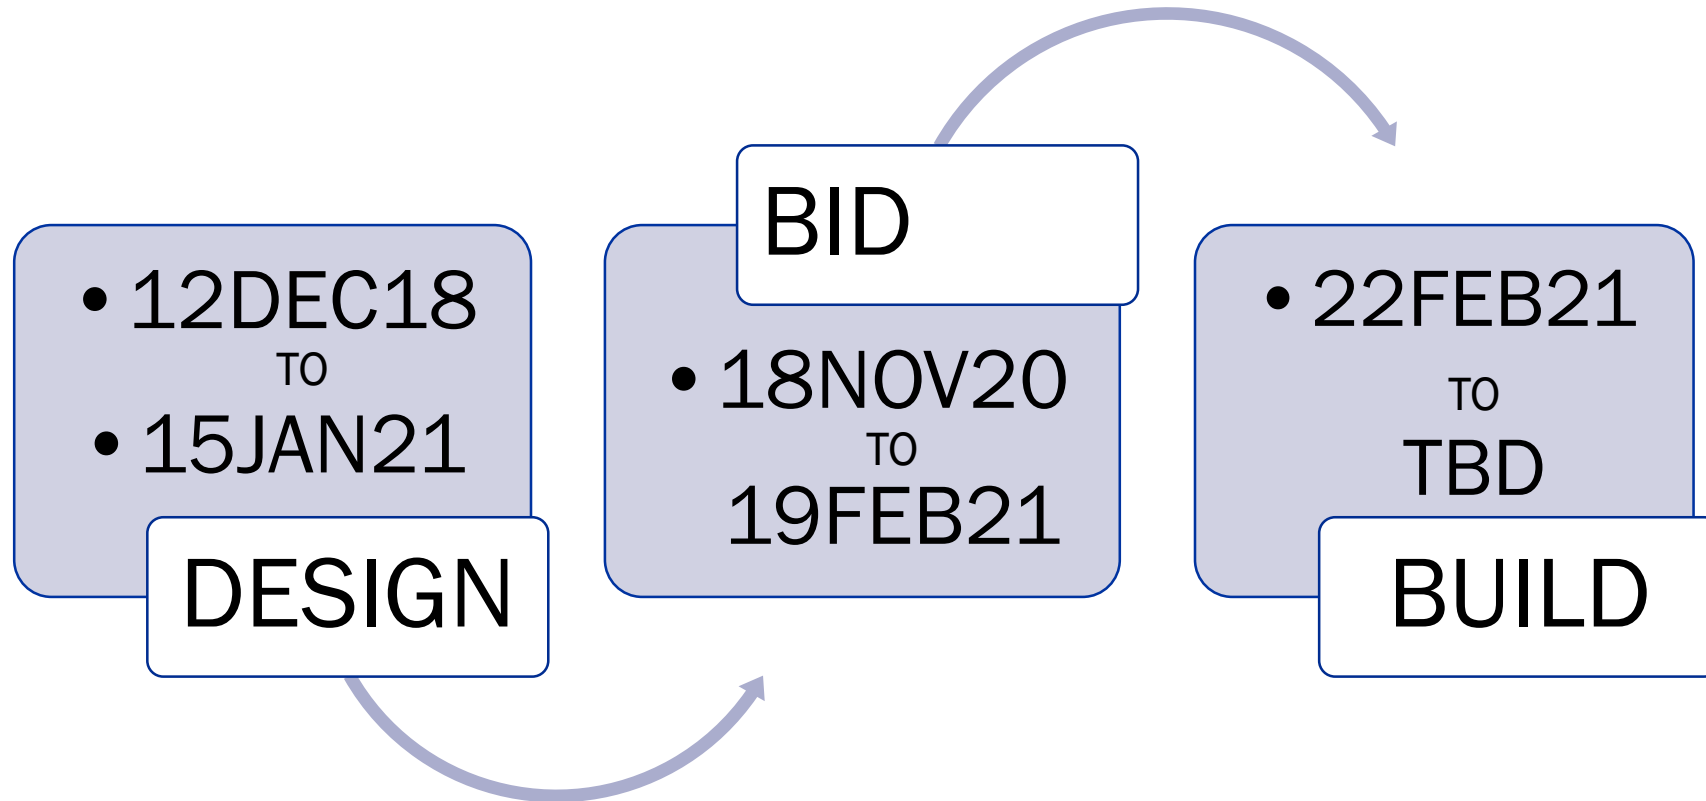 • 12DEC18
TO
• 15JAN21
DESIGN
BID
• 18NOV20
TO
19FEB21
• 22FEB21
TO
TBD
BUILD